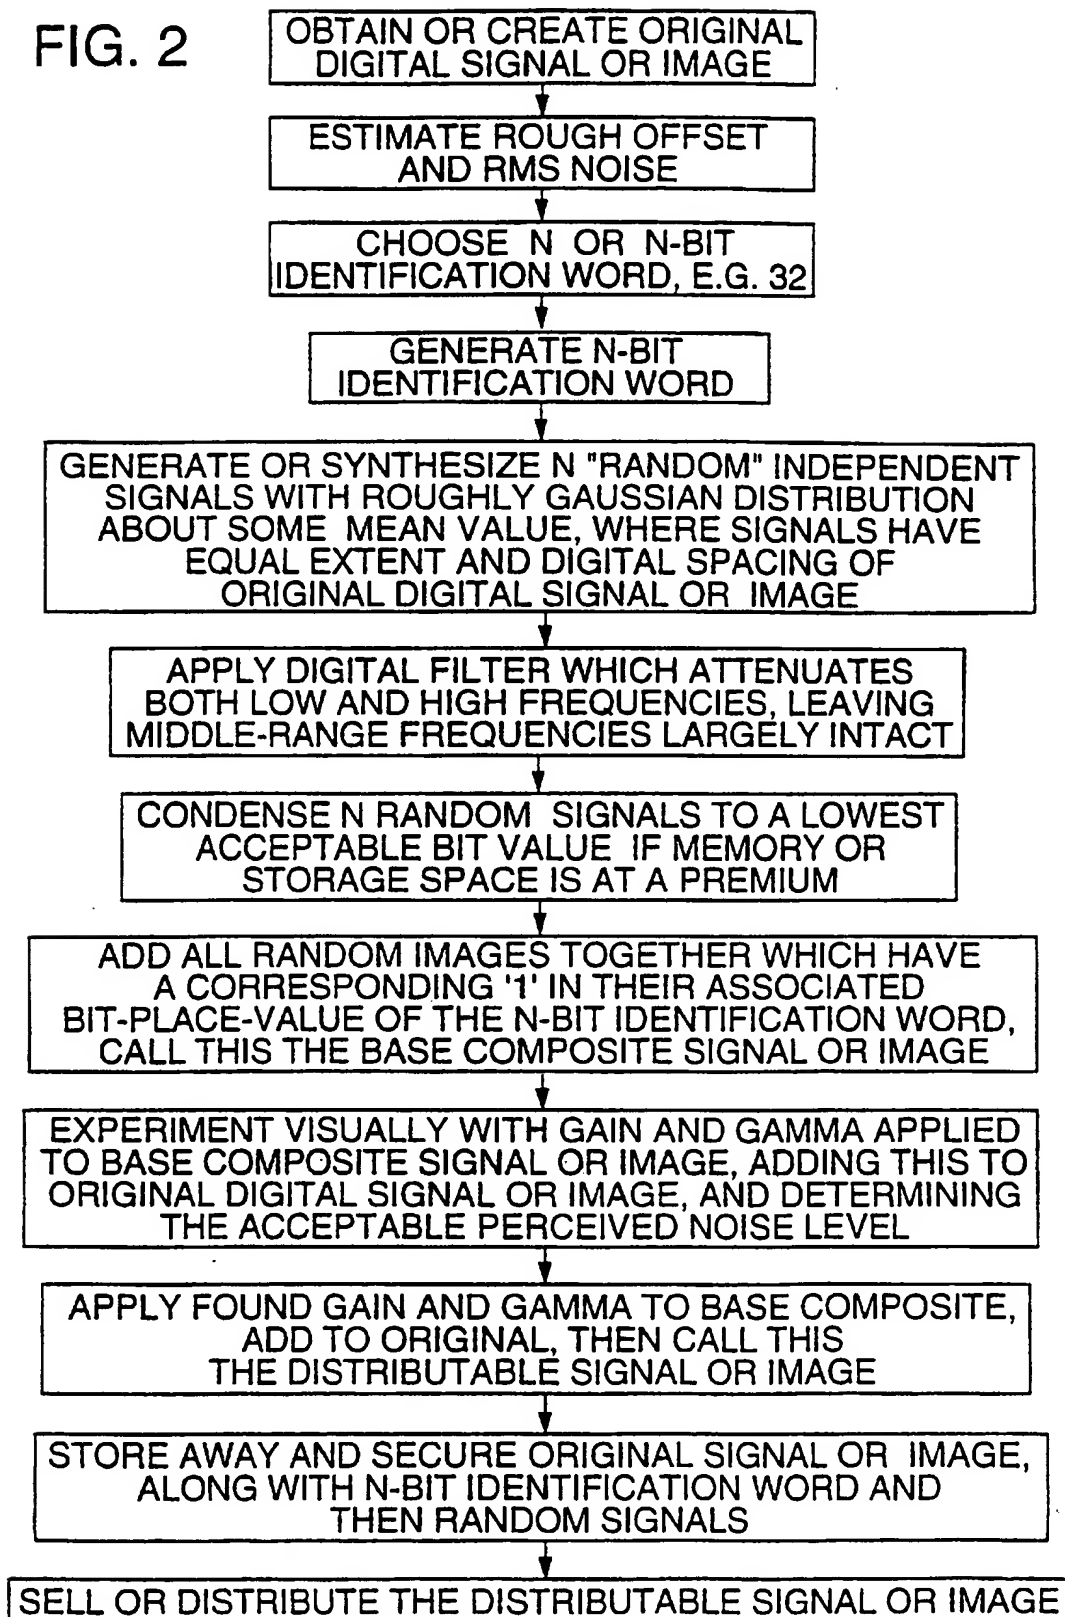 FIG. 2
OBTAIN OR CREATE ORIGINAL
DIGITAL SIGNAL OR IMAGE
ESTIMATE ROUGH OFFSET
AND RMS NOISE
CHOOSE N OR N-BIT
IDENTIFICATION WORD, E.G. 32
GENERATE N-BIT
IDENTIFICATION WORD
GENERATE OR SYNTHESIZE N "RANDOM" INDEPENDENT
SIGNALS WITH ROUGHLY GAUSSIAN DISTRIBUTION
ABOUT SOME MEAN VALUE, WHERE SIGNALS HAVE
EQUAL EXTENT AND DIGITAL SPACING OF
ORIGINAL DIGITAL SIGNAL OR IMAGE
APPLY DIGITAL FILTER WHICH ATTENUATES
BOTH LOW AND HIGH FREQUENCIES, LEAVING
MIDDLE-RANGE FREQUENCIES LARGELY INTACT
CONDENSE N RANDOM SIGNALS TO A LOWEST
ACCEPTABLE BIT VALUE IF MEMORY OR
STORAGE SPACE IS AT A PREMIUM
ADD ALL RANDOM IMAGES TOGETHER WHICH HAVE
A CORRESPONDING '1' IN THEIR ASSOCIATED
BIT-PLACE-VALUE OF THE N-BIT IDENTIFICATION WORD,
CALL THIS THE BASE COMPOSITE SIGNAL OR IMAGE
EXPERIMENT VISUALLY WITH GAIN AND GAMMA APPLIED
TO BASE COMPOSITE SIGNAL OR IMAGE, ADDING THIS TO
ORIGINAL DIGITAL SIGNAL OR IMAGE, AND DETERMINING
THE ACCEPTABLE PERCEIVED NOISE LEVEL
APPLY FOUND GAIN AND GAMMA TO BASE COMPOSITE,
ADD TO ORIGINAL, THEN CALL THIS
THE DISTRIBUTABLE SIGNAL OR IMAGE
STORE AWAY AND SECURE ORIGINAL SIGNAL OR IMAGE,
ALONG WITH N-BIT IDENTIFICATION WORD AND
THEN RANDOM SIGNALS
SELL OR DISTRIBUTE THE DISTRIBUTABLE SIGNAL OR IMAGE